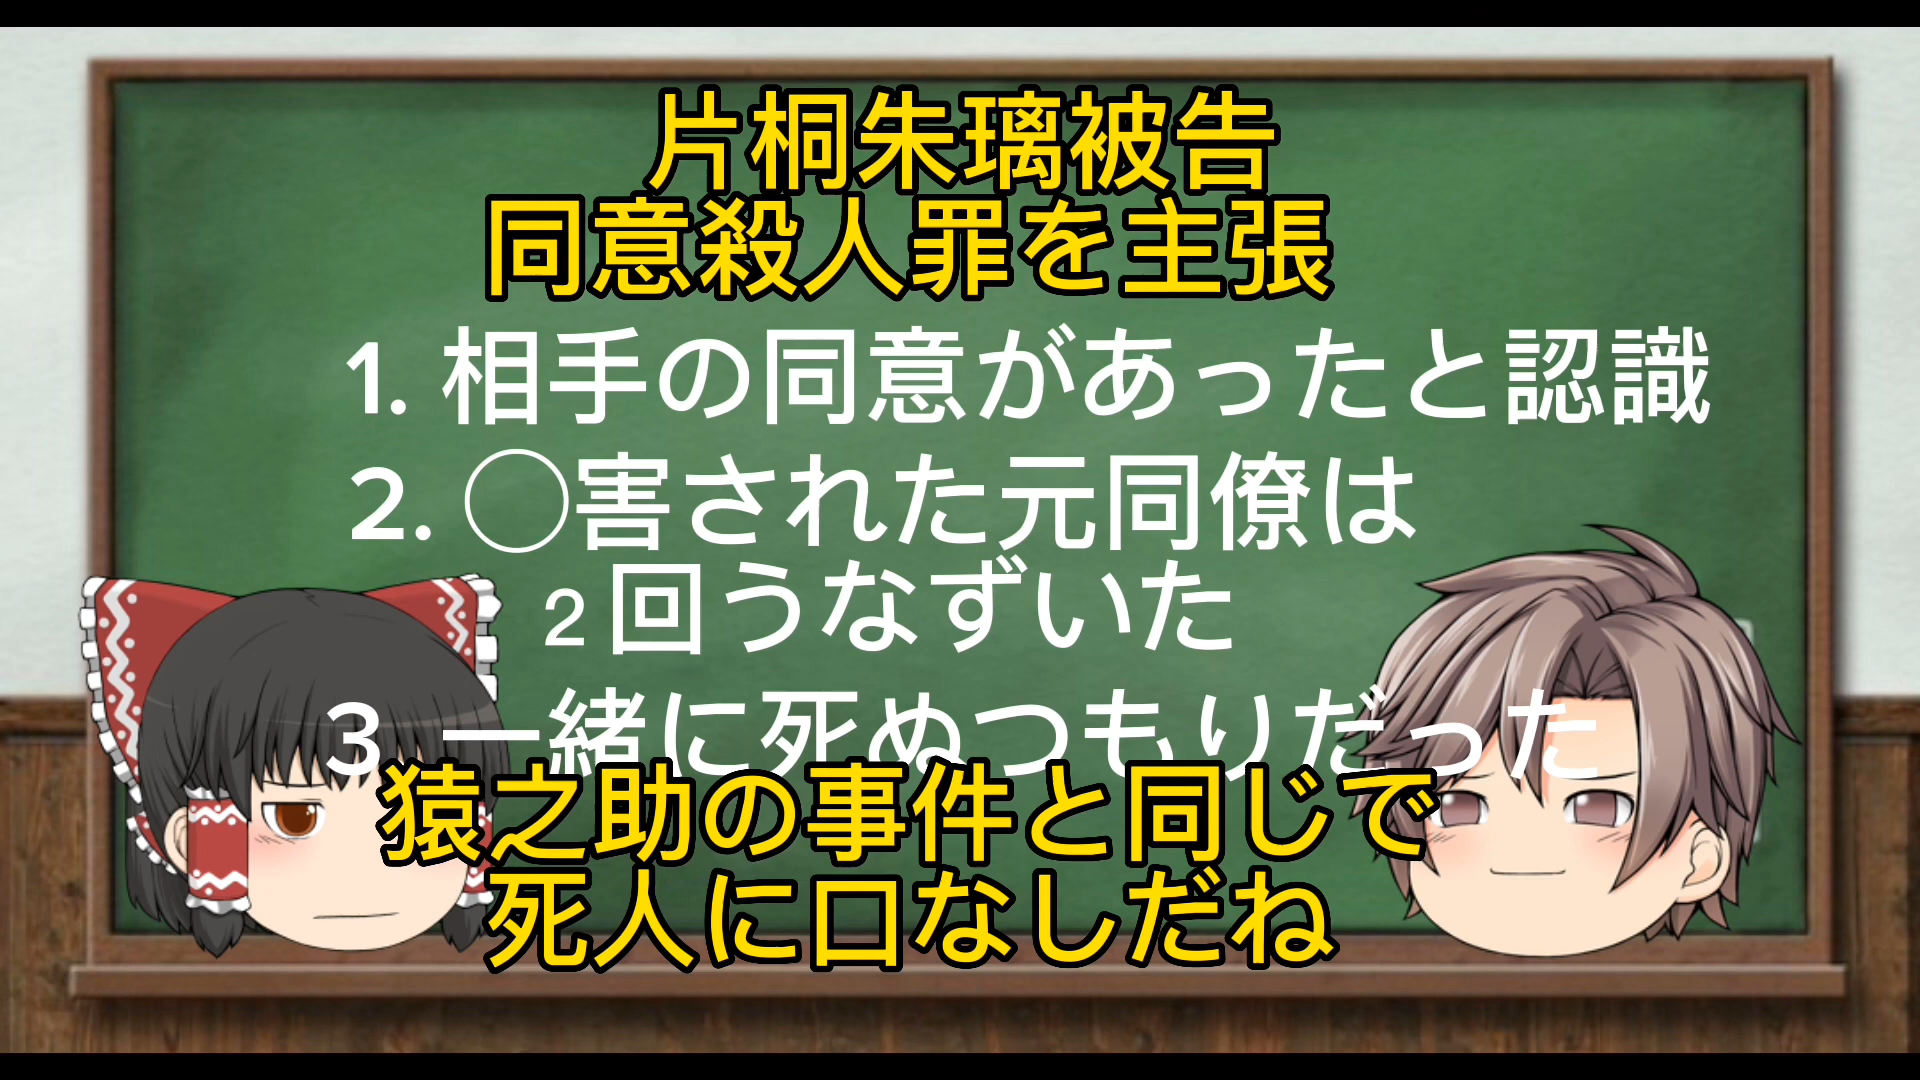 片桐朱璃被告
同意殺人罪を主張
1. 相手の同意があったと認識
2. ◯害された元同僚は
2回うなずいた
3. 一緒に死ぬつもりだった
猿之助の事件と同じで
死人に口なしだね